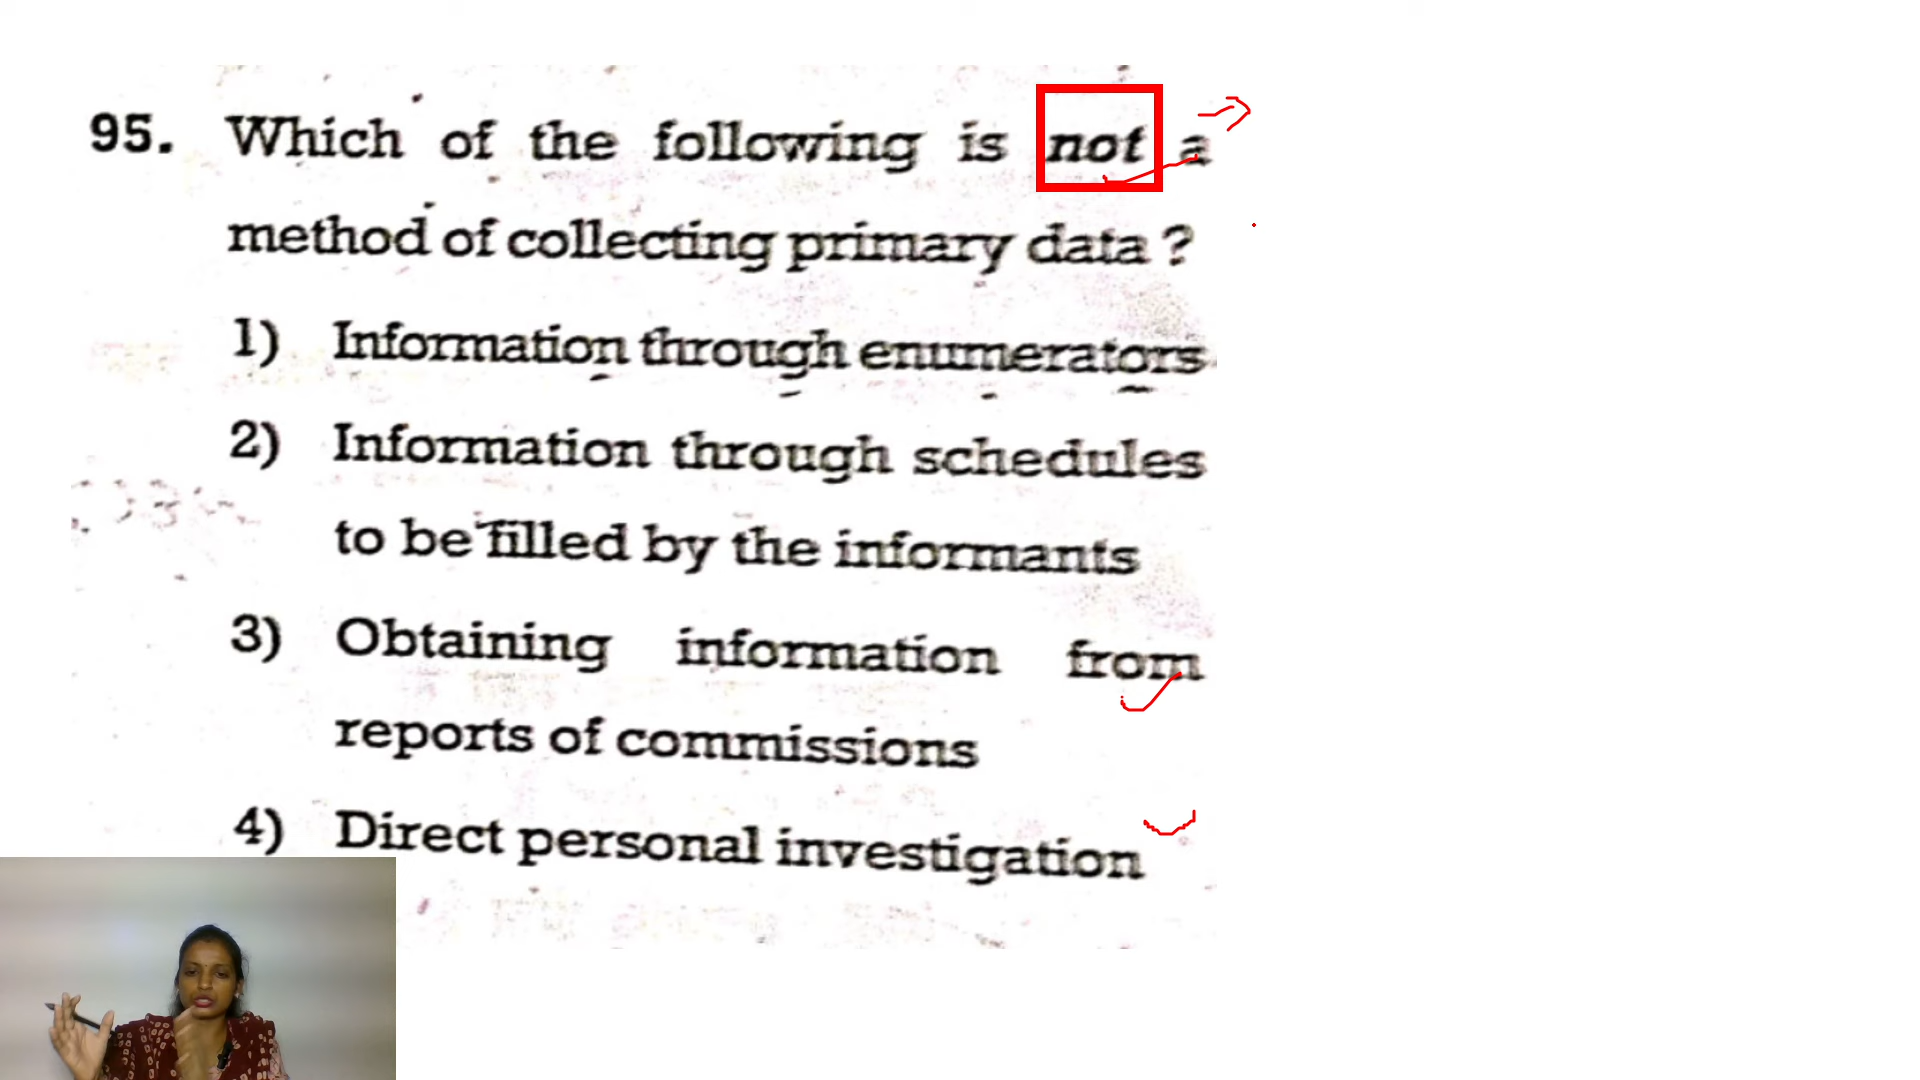 95. Which of the following is not a
method of collecting primary data ?
1) Information through enumerators
2) Information through schedules
to be filled by the informants
3) Obtaining information from
reports of commissions
4) Direct personal investigation